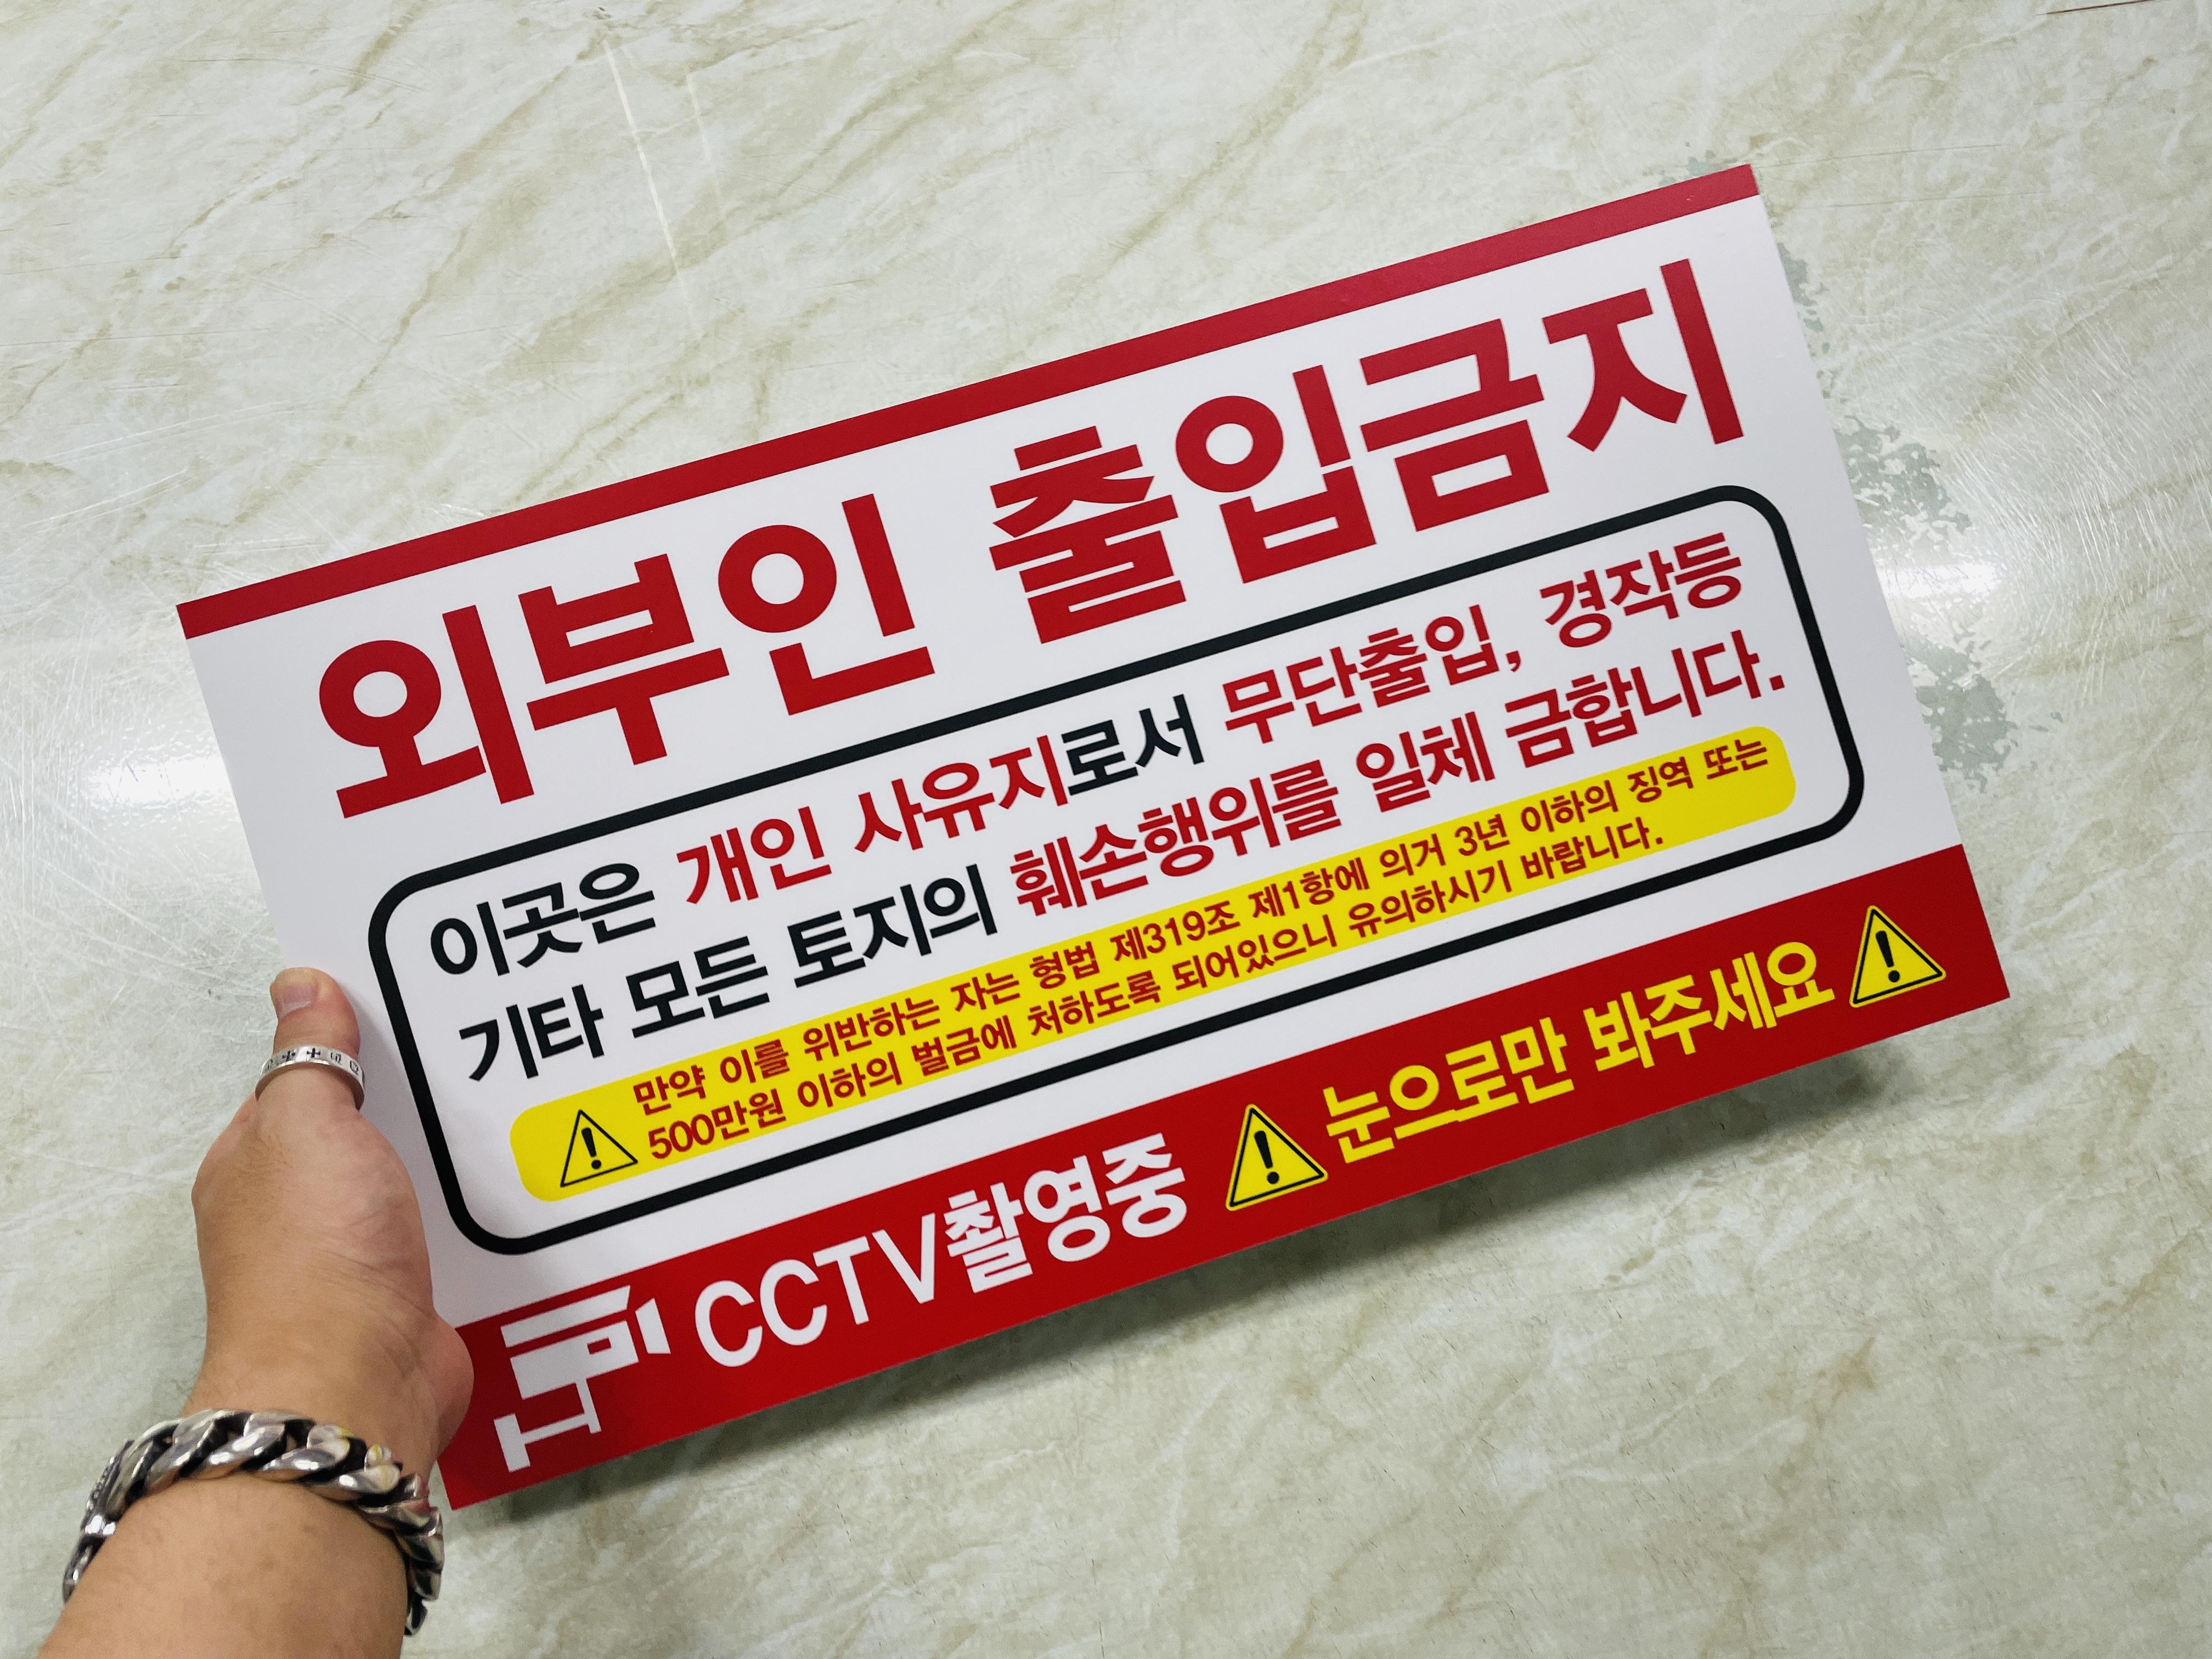 외부인 출입금지
이곳은 개인 사유지로서 무단출입, 경작등
기타 모든 토지의 훼손행위를 일체 금합니다.
만약 이를 위반하는 자는 형법 제319조 제1항에 의거 3년 이하의 징역 또는
500만원 이하의 벌금에 처하도록 되어있으니 유의하시기 바랍니다.
CCTV촬영중 눈으로만 봐주세요